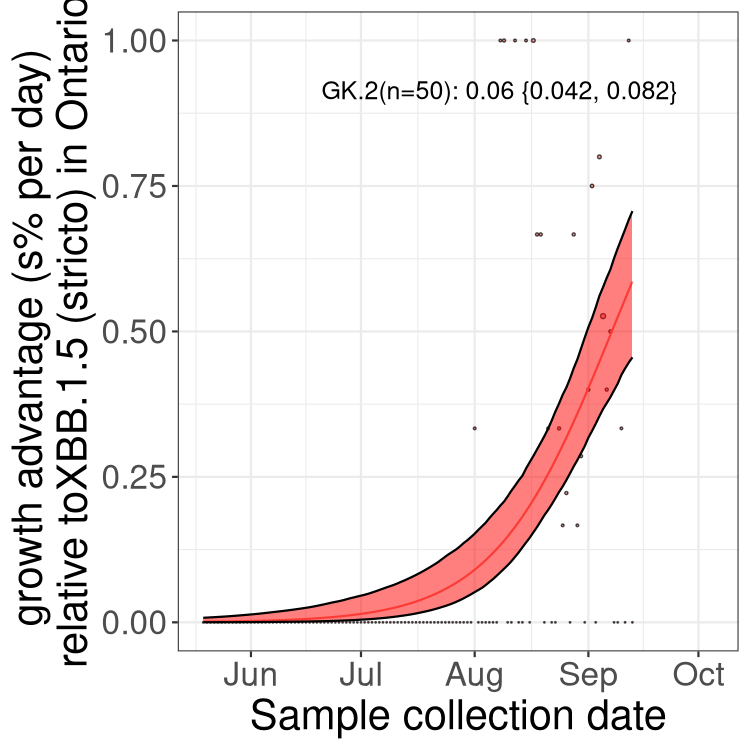 growth advantage (s% per day)
relative toXBB.1.5 (stricto) in Ontario
1.00
0.75
0.50
0.25
0.00
GK.2(n=50): 0.06 {0.042, 0.082}
Jun Jul Aug Sep Oct
Sample collection date